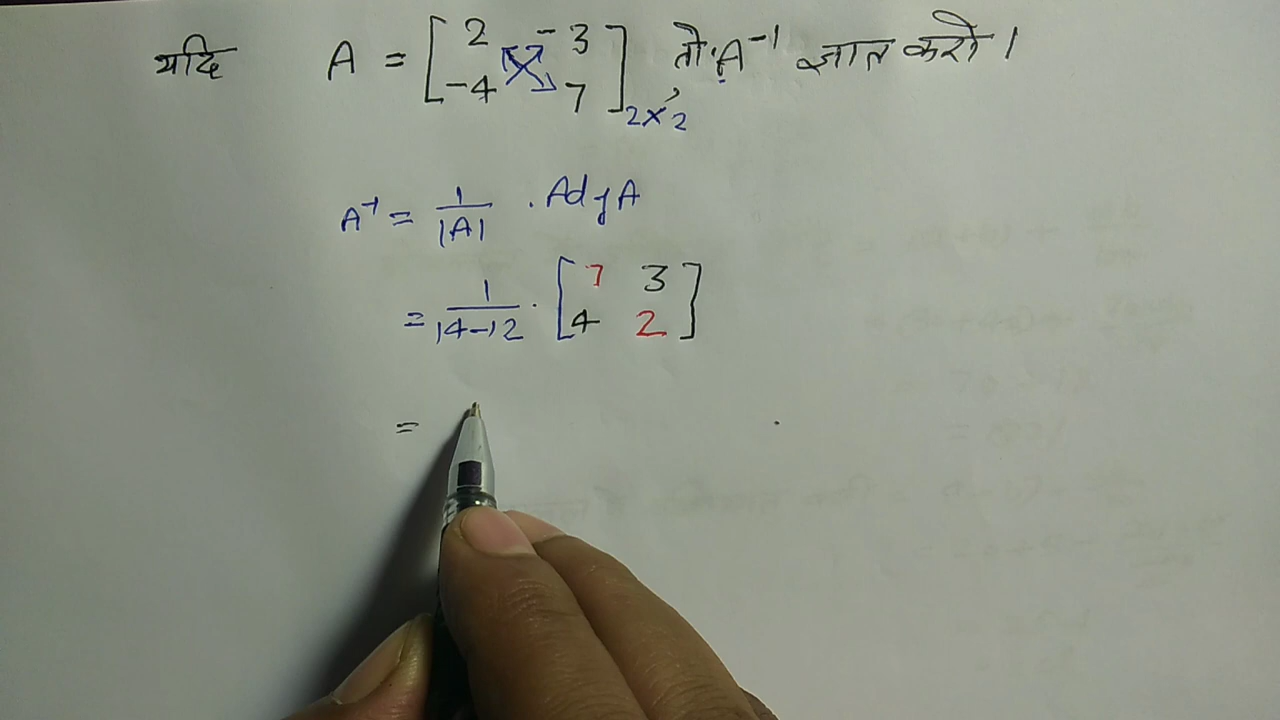 यदि A = [ 2 -3 -4 7 ]2×2, तो A⁻¹ ज्ञात करो।
A⁻¹ = 1/|A| . Adj A
= 1/14-12 . [ 7 3 4 2 ]
=